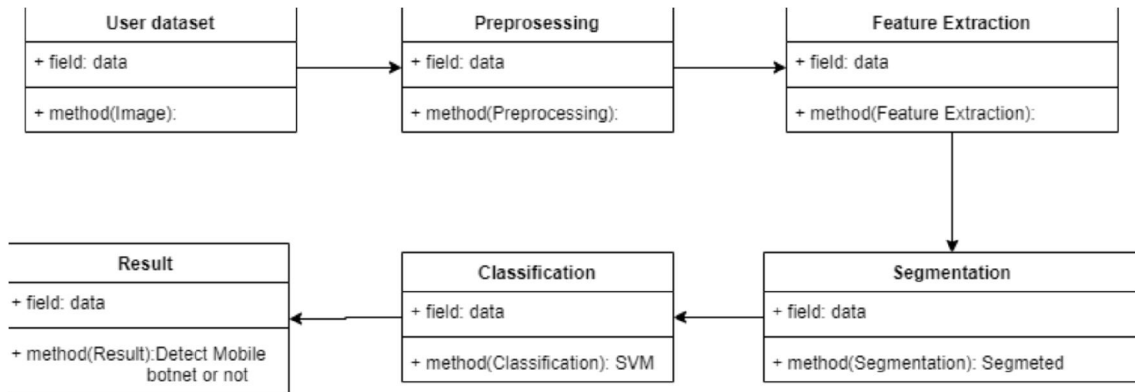 User dataset
+ field: data
+ method(Image):
Preprosessing
+ field: data
+ method(Preprocessing):
Feature Extraction
+ field: data
+ method(Feature Extraction):
Segmentation
+ field: data
+ method(Segmentation): Segmeted
Classification
+ field: data
+ method(Classification): SVM
Result
+ field: data
+ method(Result):Detect Mobile
botnet or not